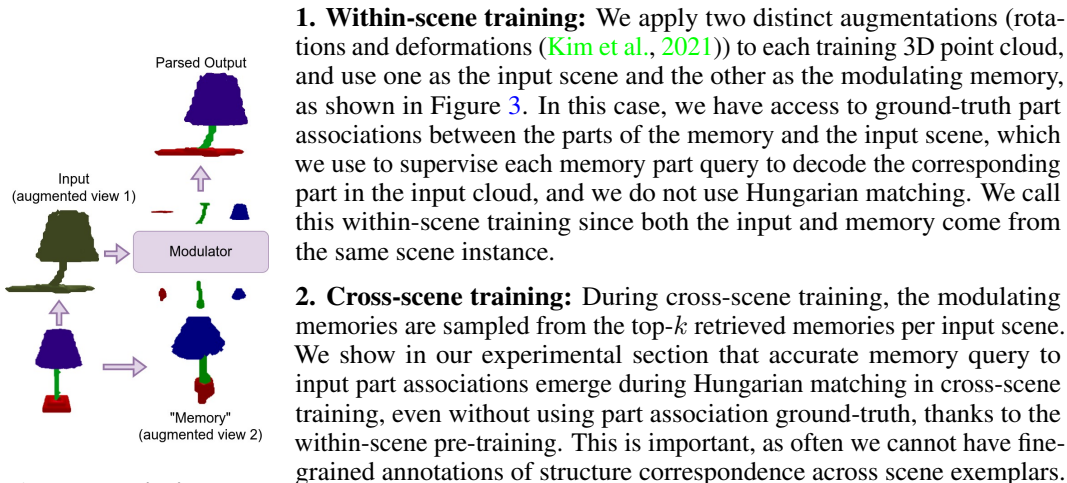 Parsed Output
Input
(augmented view 1)
Modulator
"Memory"
(augmented view 2)
1. Within-scene training: We apply two distinct augmentations (rota-
tions and deformations (Kim et al., 2021)) to each training 3D point cloud,
and use one as the input scene and the other as the modulating memory,
as shown in Figure 3. In this case, we have access to ground-truth part
associations between the parts of the memory and the input scene, which
we use to supervise each memory part query to decode the corresponding
part in the input cloud, and we do not use Hungarian matching. We call
this within-scene training since both the input and memory come from
the same scene instance.
2. Cross-scene training: During cross-scene training, the modulating
memories are sampled from the top-k retrieved memories per input scene.
We show in our experimental section that accurate memory query to
input part associations emerge during Hungarian matching in cross-scene
training, even without using part association ground-truth, thanks to the
within-scene pre-training. This is important, as often we cannot have fine-
grained annotations of structure correspondence across scene exemplars.